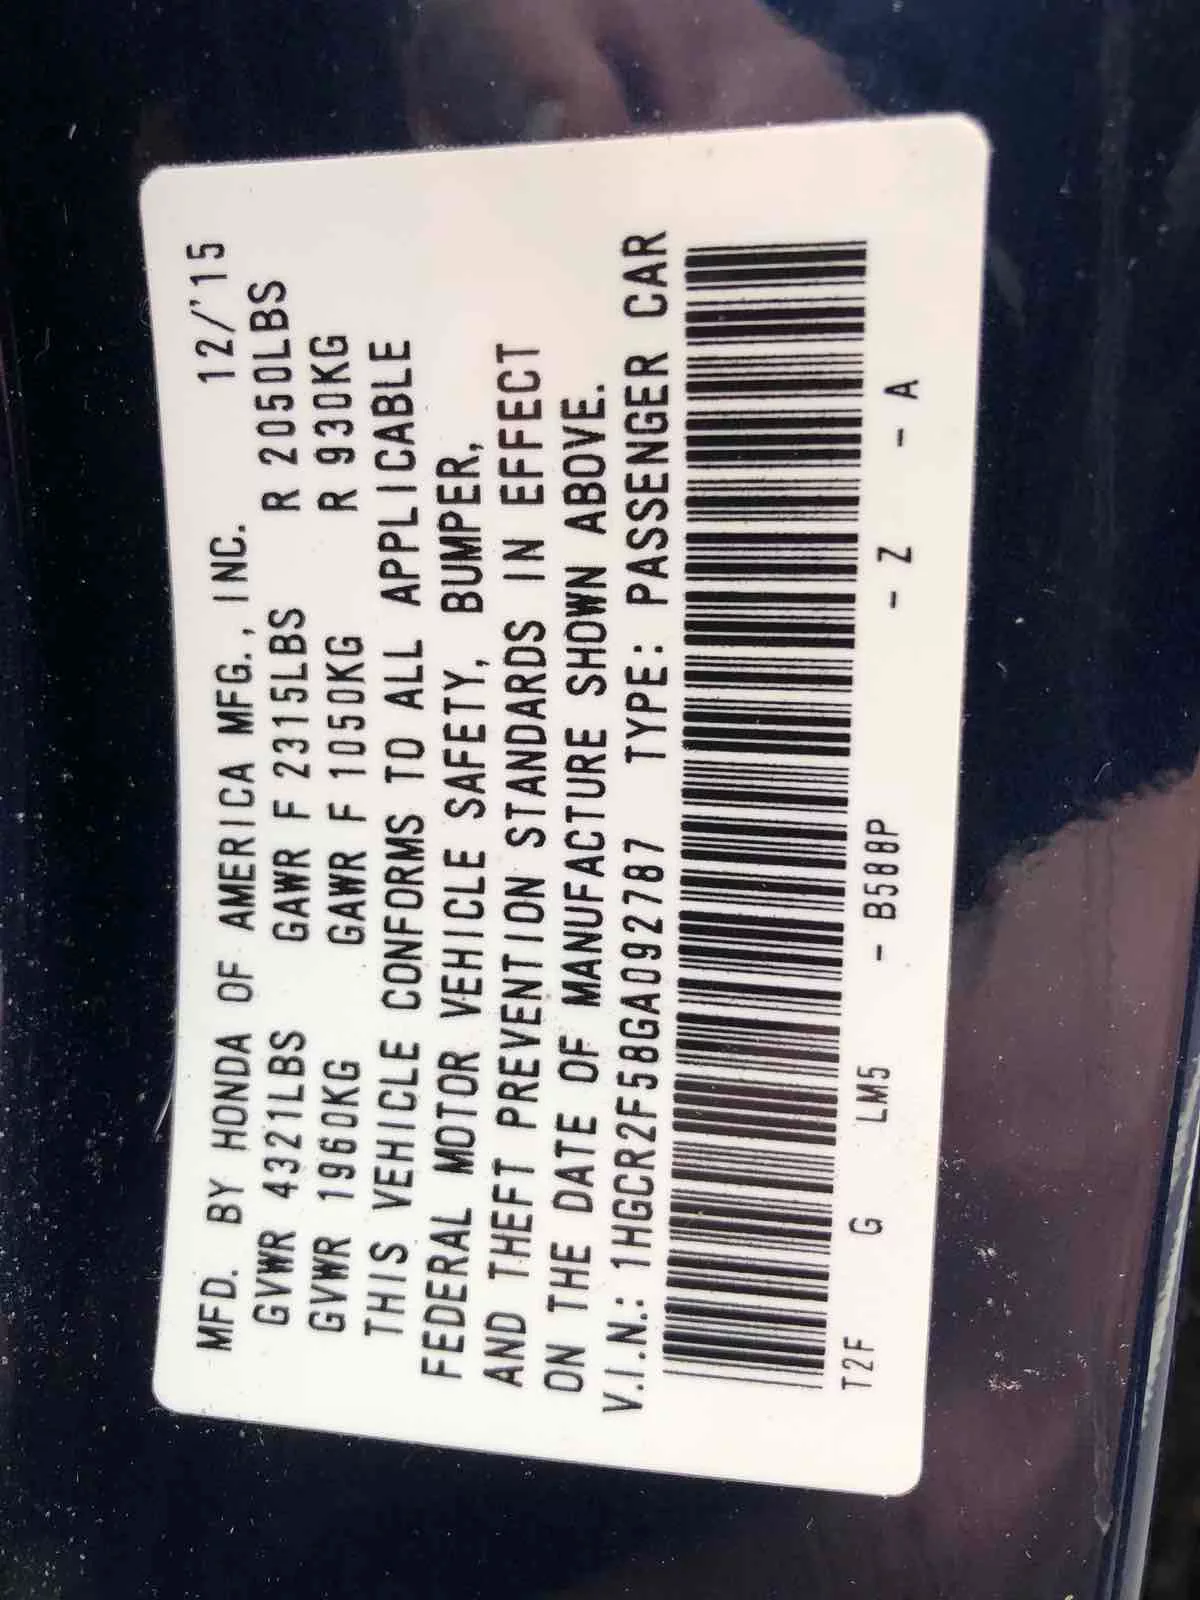 MFD. BY HONDA OF AMERICA MFG., INC. 12/'15
GVWR 4321LBS GAWR F 2315LBS R 2050LBS
GVWR 1960KG GAWR F 1050KG R 930KG
THIS VEHICLE CONFORMS TO ALL APPLICABLE
FEDERAL MOTOR VEHICLE SAFETY, BUMPER,
AND THEFT PREVENTION STANDARDS IN EFFECT
ON THE DATE OF MANUFACTURE SHOWN ABOVE.
V.I.N.: 1HGCR2F58GA092787 TYPE: PASSENGER CAR
T2F G LM5 - B588P - Z - A